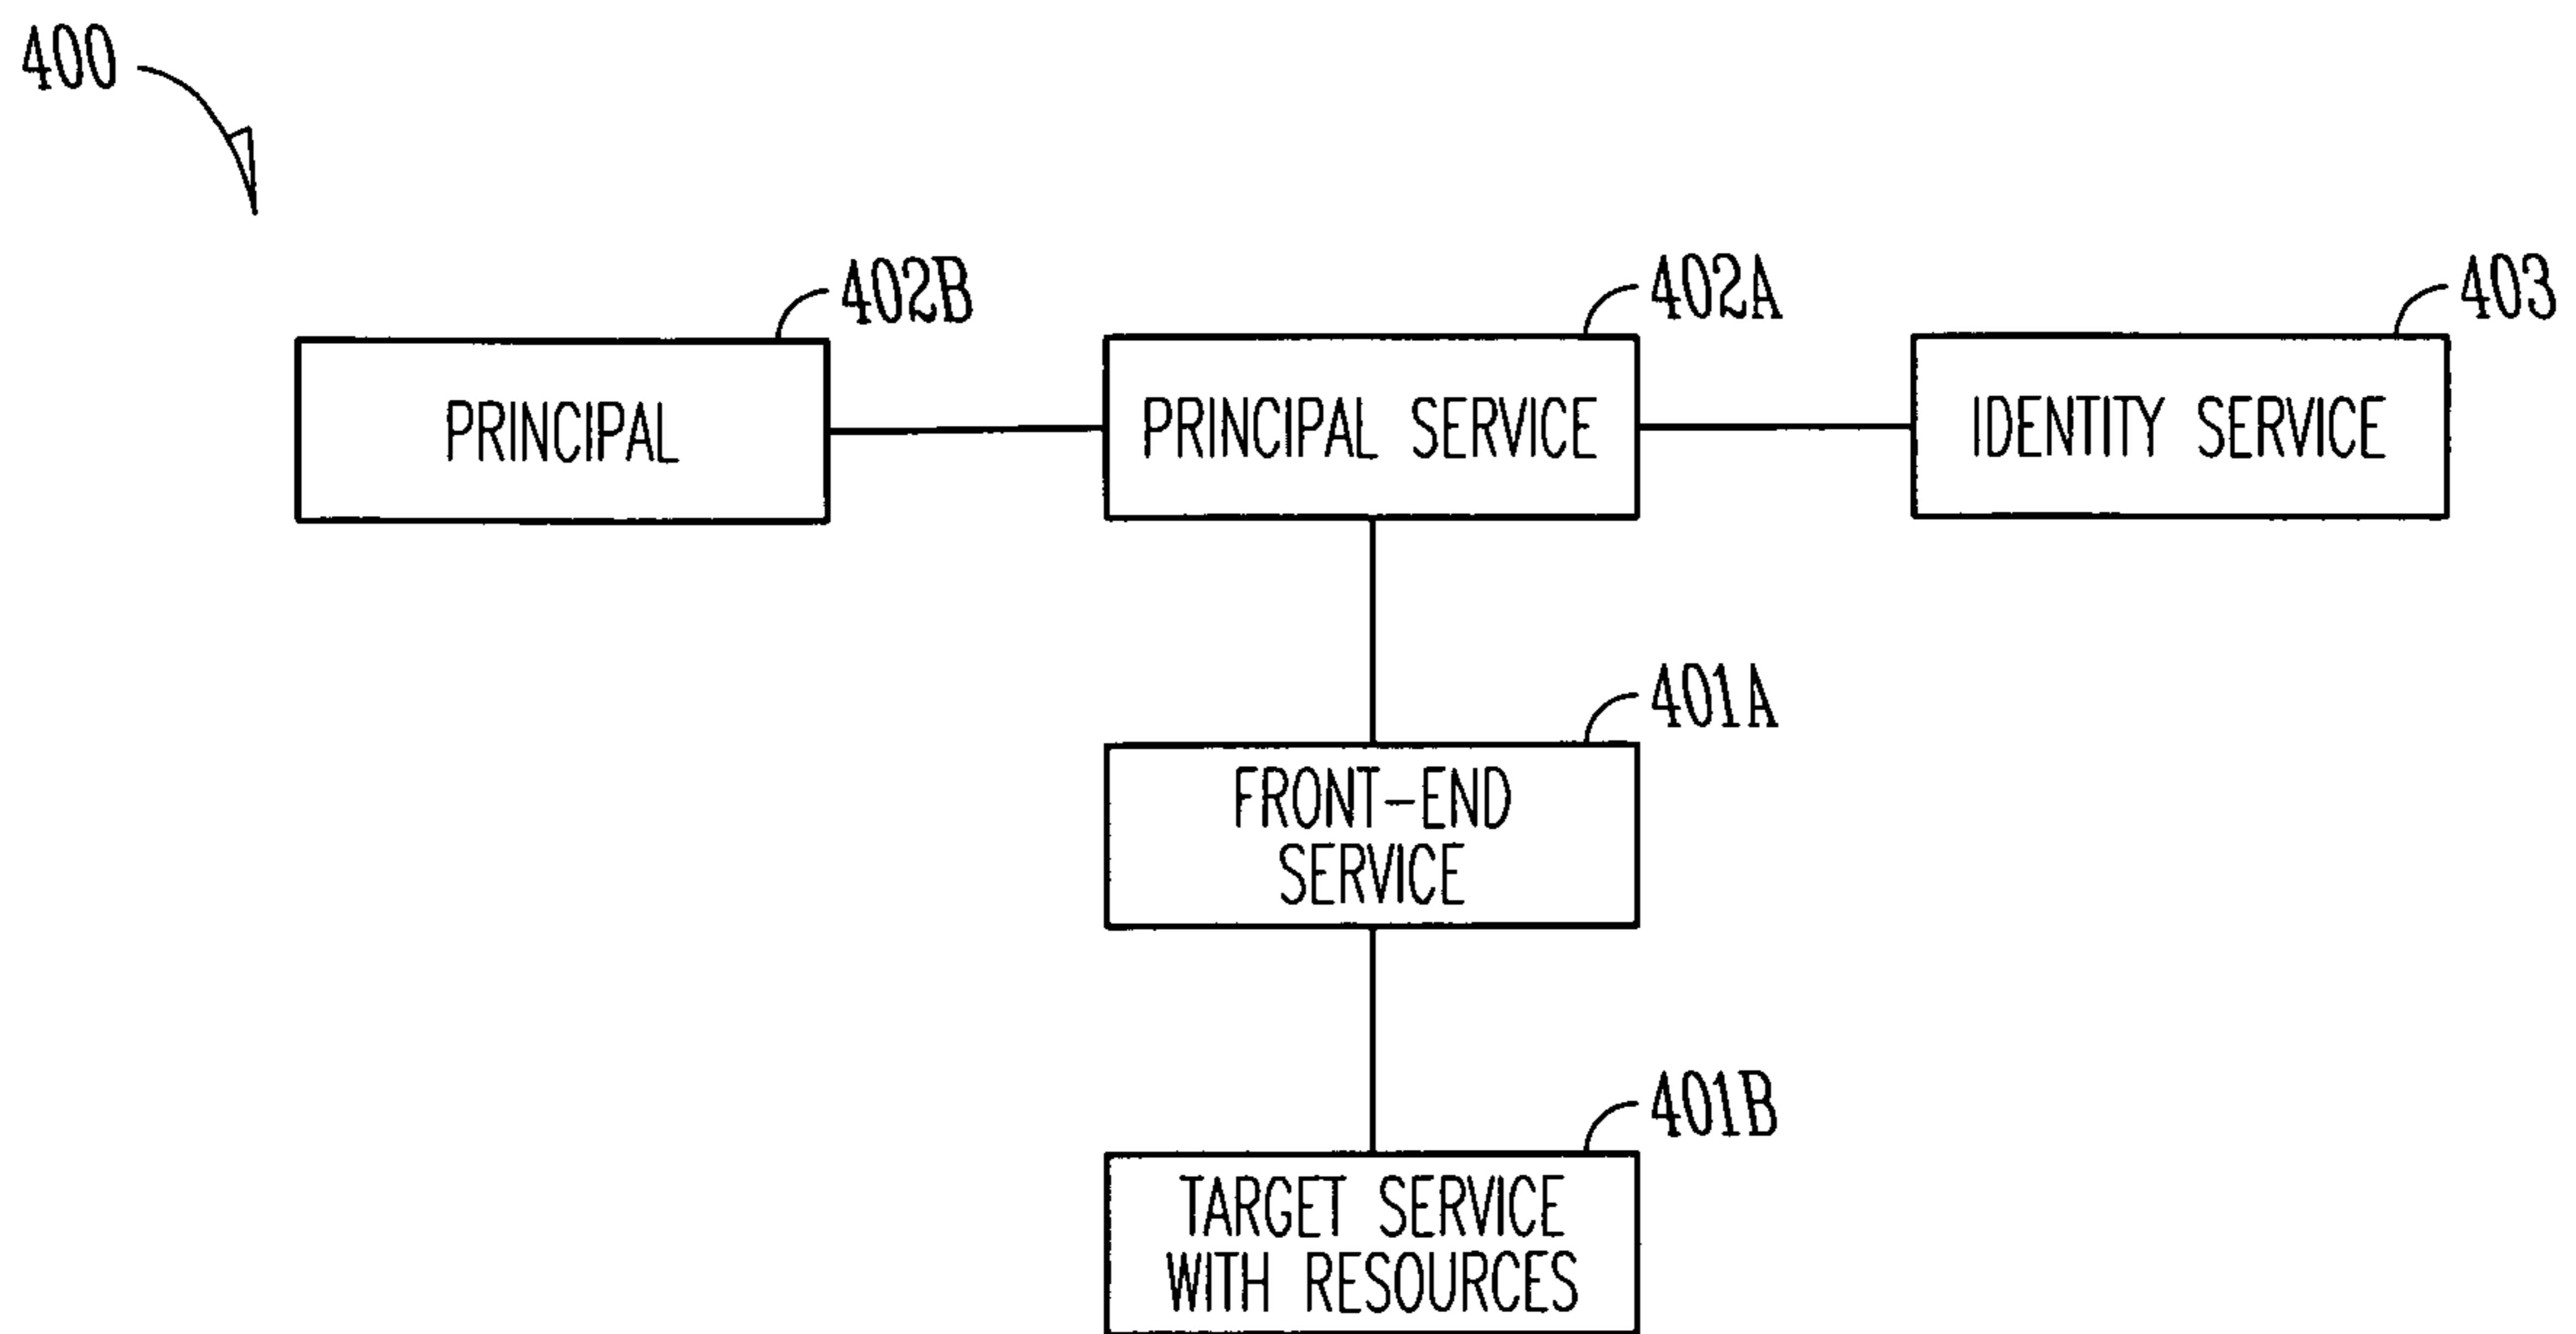 400
402B
402A
403
PRINCIPAL
PRINCIPAL SERVICE
IDENTITY SERVICE
401A
FRONT-END
SERVICE
401B
TARGET SERVICE
WITH RESOURCES